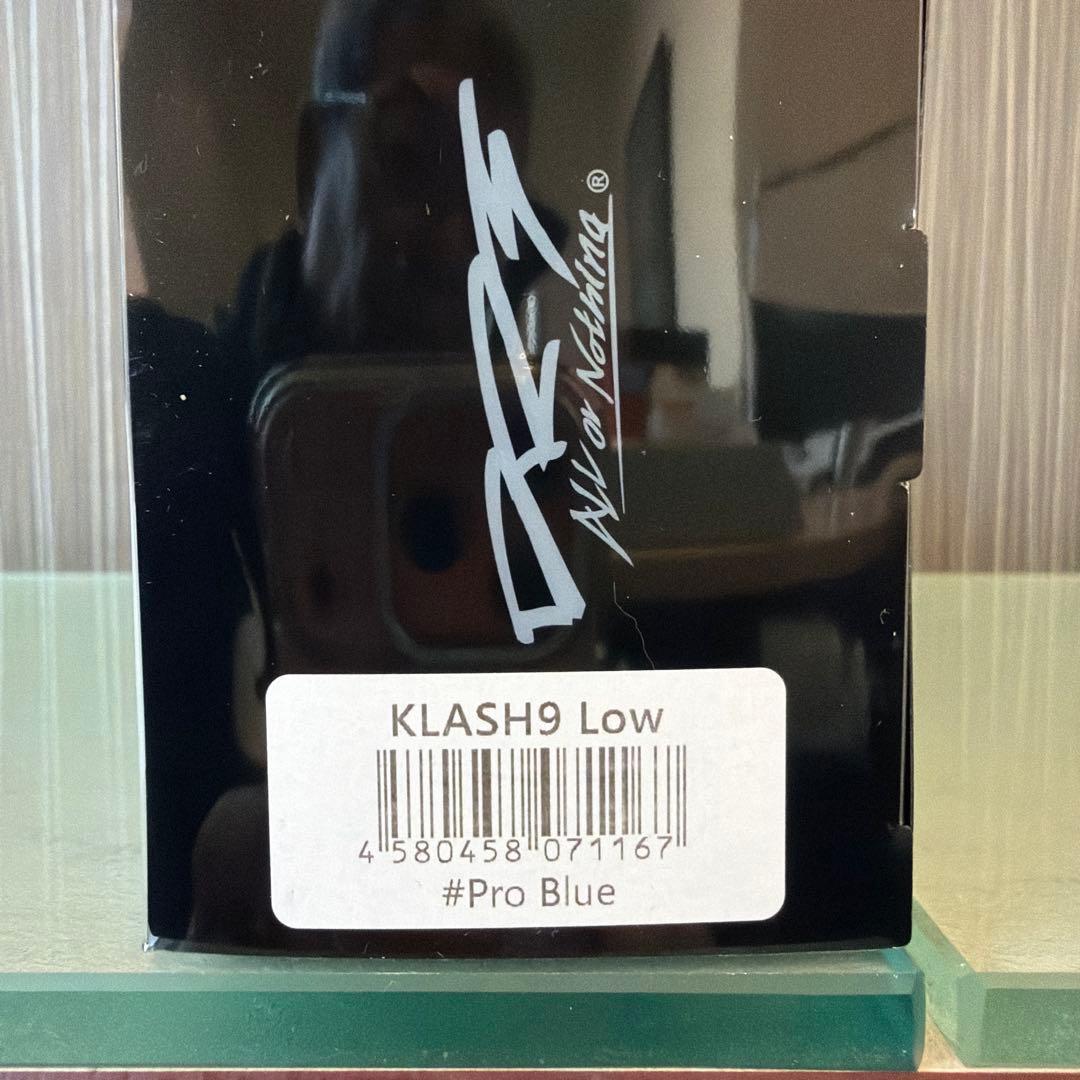 All or Nothing®
KLASH9 Low
4 580458 071167
#Pro Blue